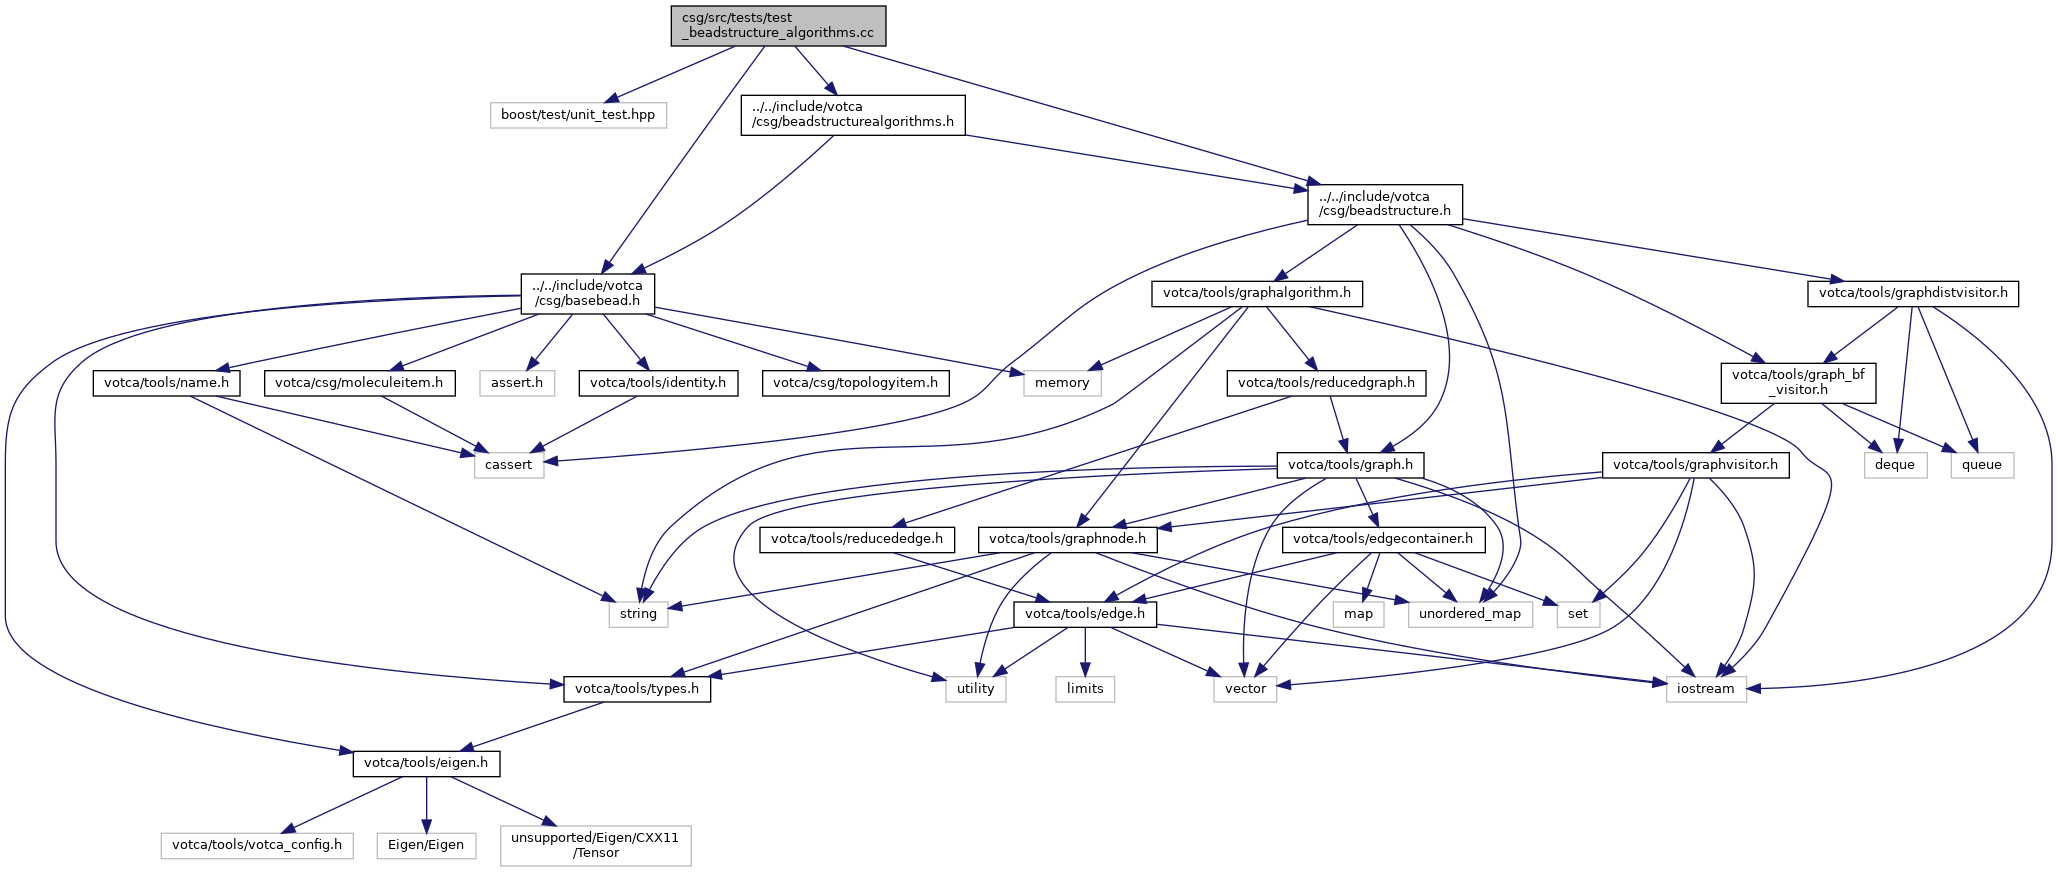 csg/src/tests/test
_beadstructure_algorithms.cc
boost/test/unit_test.hpp
../../include/votca
/csg/beadstructurealgorithms.h
../../include/votca
/csg/beadstructure.h
../../include/votca
/csg/basebead.h
votca/tools/graphalgorithm.h
votca/tools/graphdistvisitor.h
votca/tools/name.h
votca/csg/moleculeitem.h
assert.h
votca/tools/identity.h
votca/csg/topologyitem.h
memory
votca/tools/reducedgraph.h
votca/tools/graph_bf
_visitor.h
cassert
votca/tools/graph.h
votca/tools/graphvisitor.h
deque
queue
votca/tools/reducededge.h
votca/tools/graphnode.h
votca/tools/edgecontainer.h
string
votca/tools/edge.h
map
unordered_map
set
votca/tools/types.h
utility
limits
vector
iostream
votca/tools/eigen.h
votca/tools/votca_config.h
Eigen/Eigen
unsupported/Eigen/CXX11
/Tensor